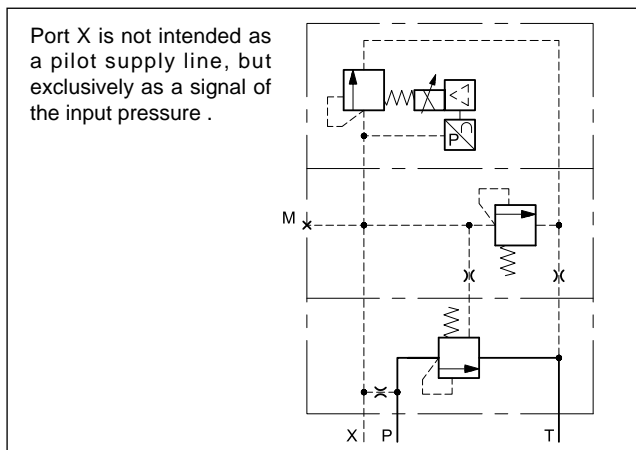 Port X is not intended as
a pilot supply line, but
exclusively as a signal of
the input pressure .
P
M
X P T